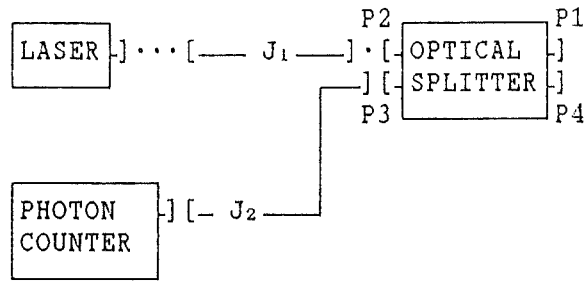 P2 P1
LASER ]···[ J1 ]·[ OPTICAL ]
][ SPLITTER ]
P3 P4
PHOTON ][ J2
COUNTER